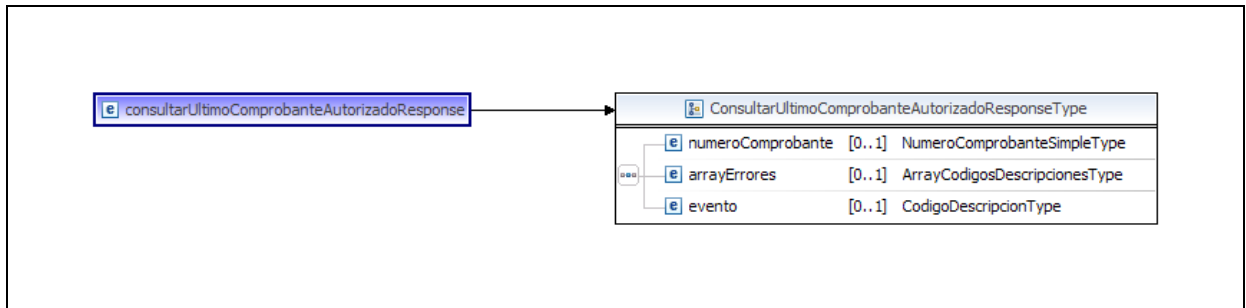 e consultarUltimoComprobanteAutorizadoResponse
ConsultarUltimoComprobanteAutorizadoResponseType
e numeroComprobante [0..1] NumeroComprobanteSimpleType
e arrayErrores [0..1] ArrayCodigosDescripcionesType
e evento [0..1] CodigoDescripcionType